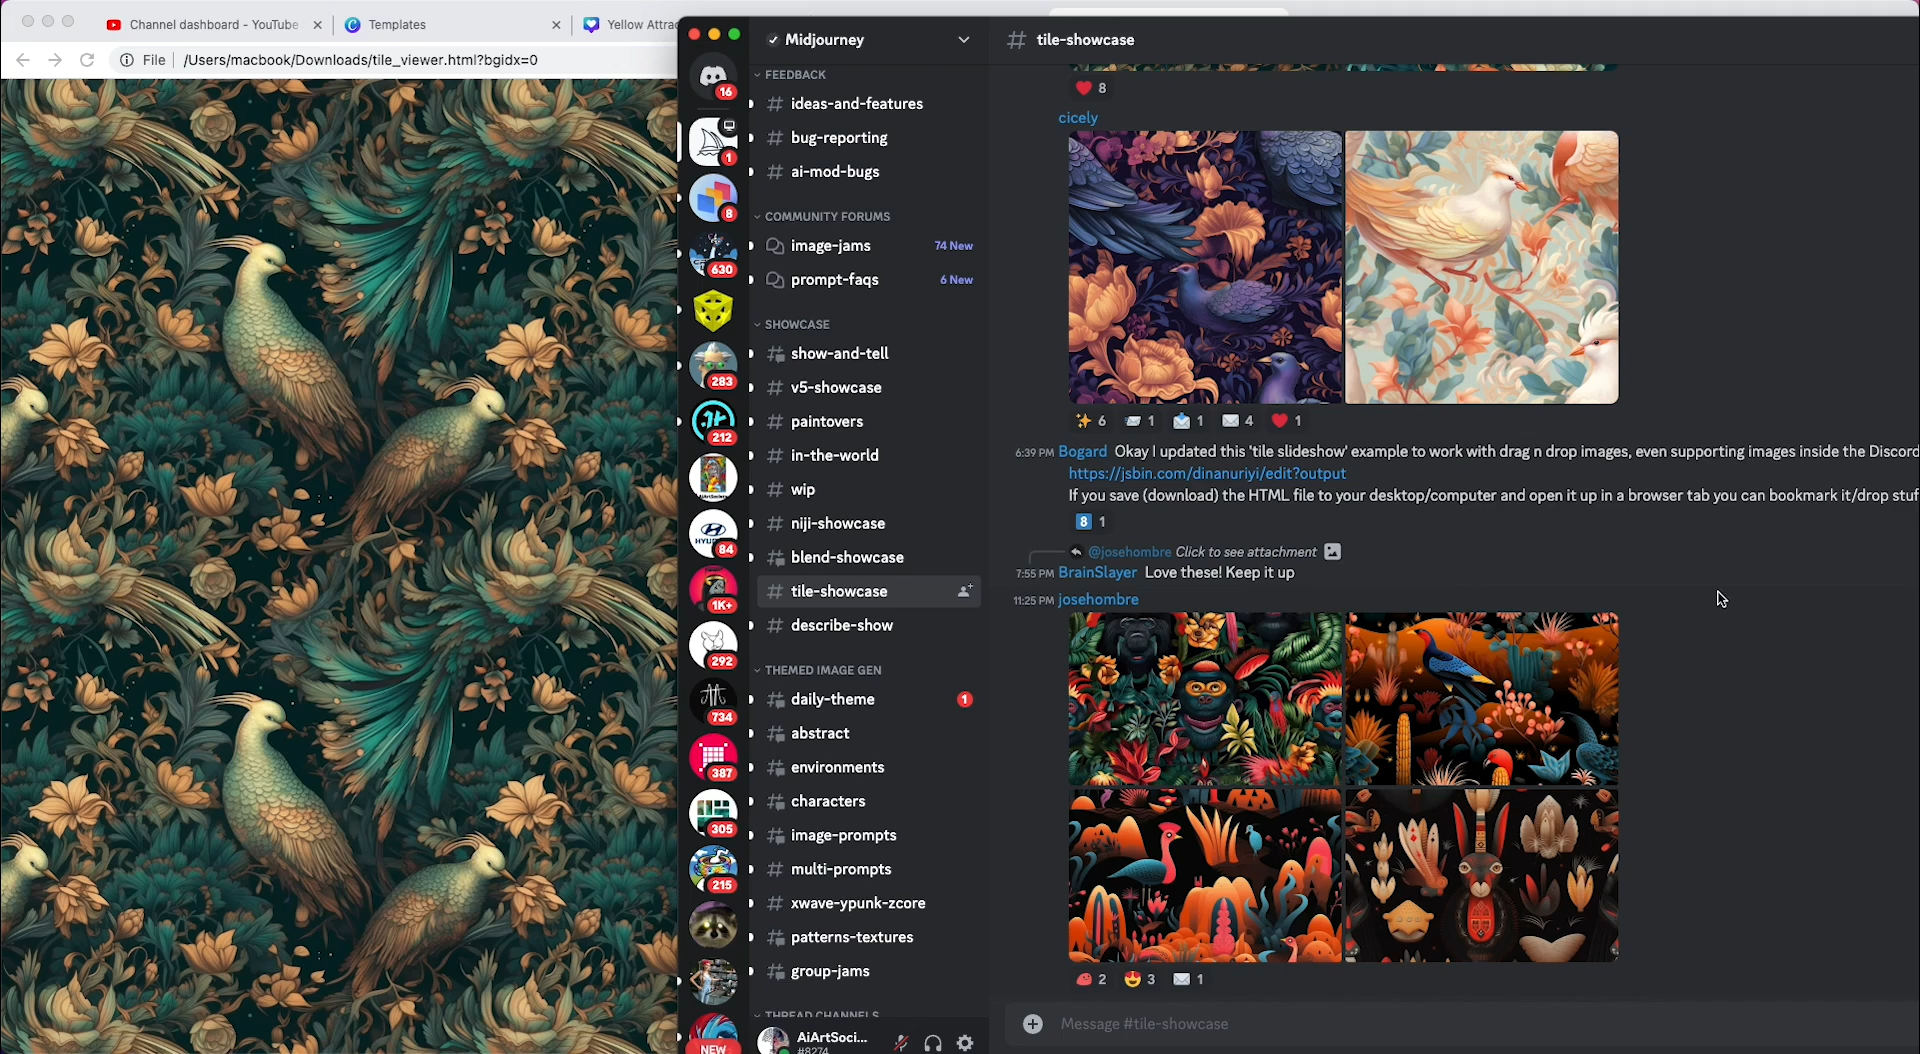 Channel dashboard - YouTube
Templates
Yellow Attrac
File
/Users/macbook/Downloads/tile_viewer.html?bgidx=0
16
1
8
630
283
212
84
1K+
292
734
387
305
215
NEW
Midjourney
FEEDBACK
ideas-and-features
bug-reporting
ai-mod-bugs
COMMUNITY FORUMS
image-jams
74 New
prompt-faqs
6 New
SHOWCASE
show-and-tell
v5-showcase
paintovers
in-the-world
wip
niji-showcase
blend-showcase
tile-showcase
describe-show
THEMED IMAGE GEN
daily-theme
1
abstract
environments
characters
image-prompts
multi-prompts
xwave-ypunk-zcore
patterns-textures
group-jams
THREAD CHANNELS
AiArtSoci...
#8274
tile-showcase
8
cicely
6
1
1
4
1
6:39 PM Bogard Okay I updated this 'tile slideshow' example to work with drag n drop images, even supporting images inside the Discord
https://jsbin.com/dinanuriyi/edit?output
If you save (download) the HTML file to your desktop/computer and open it up in a browser tab you can bookmark it/drop stuf
8 1
@josehombre Click to see attachment
7:55 PM BrainSlayer Love these! Keep it up
11:25 PM josehombre
2
3
1
Message #tile-showcase